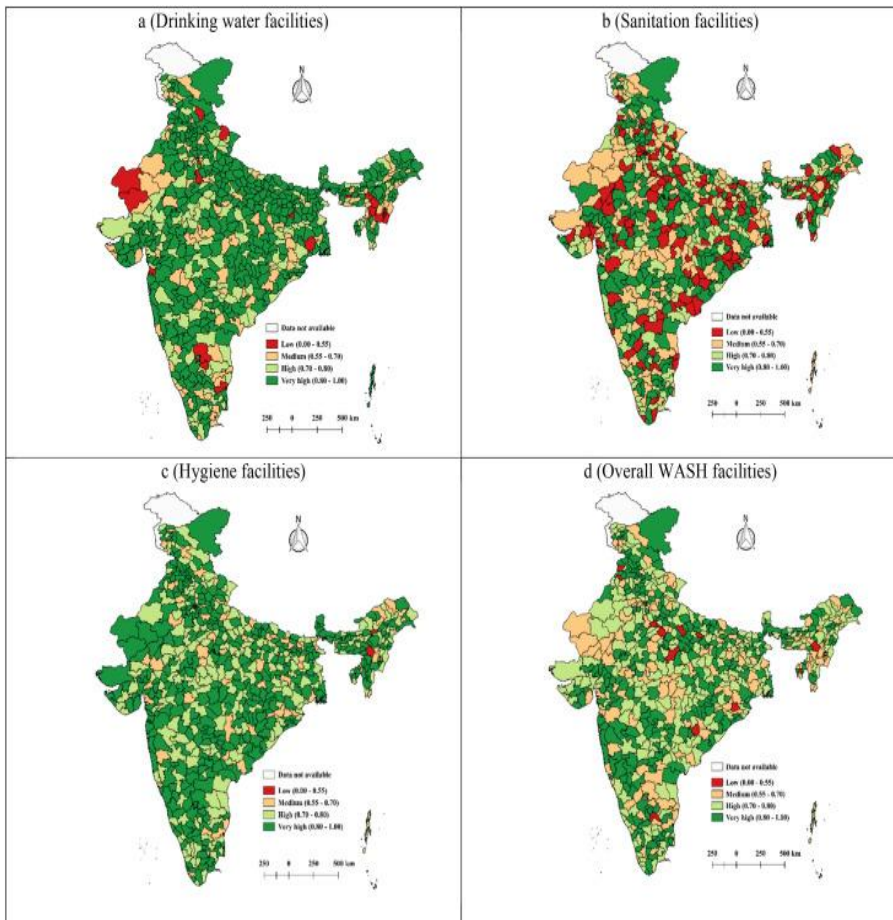 a (Drinking water facilities)
N
Data not available
Low (0.00 - 0.55)
Medium (0.55 - 0.70)
High (0.70 - 0.80)
Very high (0.80 - 1.00)
250 0 250 500 km
b (Sanitation facilities)
N
Data not available
Low (0.00 - 0.55)
Medium (0.55 - 0.70)
High (0.70 - 0.80)
Very high (0.80 - 1.00)
250 0 250 500 km
c (Hygiene facilities)
N
Data not available
Low (0.00 - 0.55)
Medium (0.55 - 0.70)
High (0.70 - 0.80)
Very high (0.80 - 1.00)
250 0 250 500 km
d (Overall WASH facilities)
N
Data not available
Low (0.00 - 0.55)
Medium (0.55 - 0.70)
High (0.70 - 0.80)
Very high (0.80 - 1.00)
250 0 250 500 km